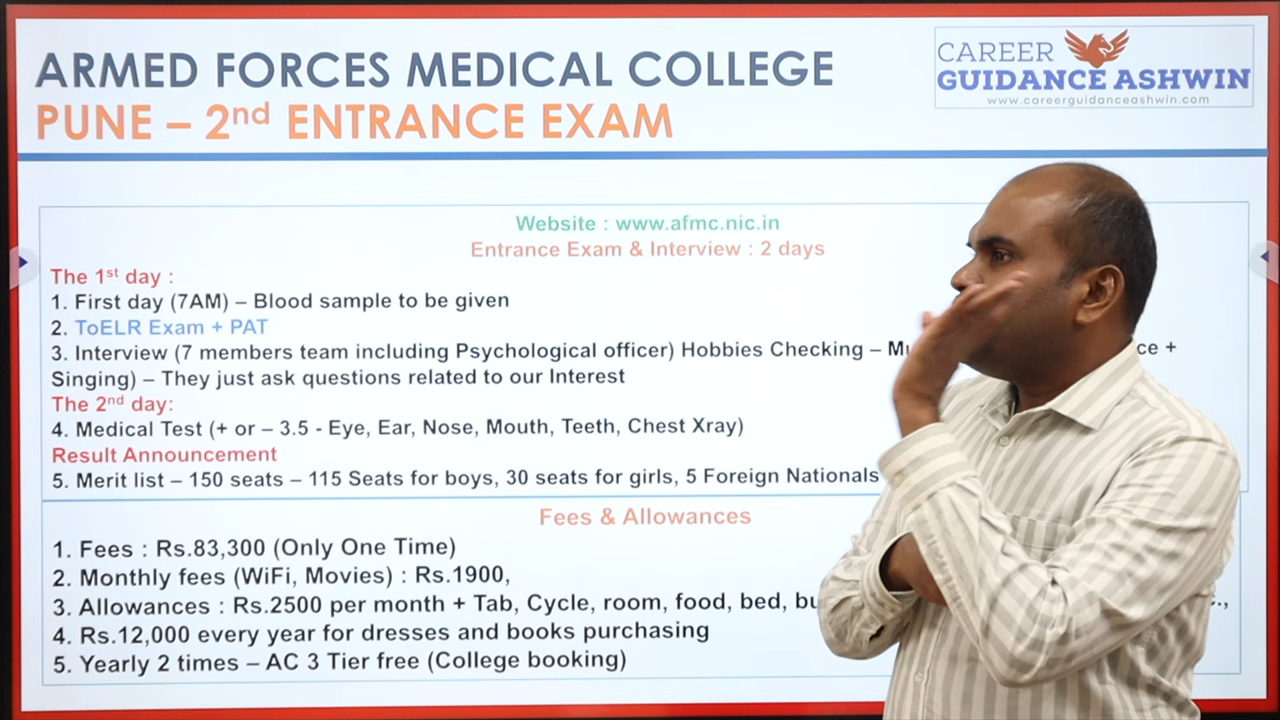 ARMED FORCES MEDICAL COLLEGE
PUNE – 2nd ENTRANCE EXAM
CAREER
GUIDANCE ASHWIN
www.careerguidanceashwin.com
Website : www.afmc.nic.in
Entrance Exam & Interview : 2 days
The 1st day :
1. First day (7AM) – Blood sample to be given
2. ToELR Exam + PAT
3. Interview (7 members team including Psychological officer) Hobbies Checking – +
Singing) – They just ask questions related to our Interest
The 2nd day:
4. Medical Test (+ or – 3.5 - Eye, Ear, Nose, Mouth, Teeth, Chest Xray)
Result Announcement
5. Merit list – 150 seats – 115 Seats for boys, 30 seats for girls, 5 Foreign Nationals
Fees & Allowances
1. Fees : Rs.83,300 (Only One Time)
2. Monthly fees (WiFi, Movies) : Rs.1900,
3. Allowances : Rs.2500 per month + Tab, Cycle, room, food, bed,
4. Rs.12,000 every year for dresses and books purchasing
5. Yearly 2 times – AC 3 Tier free (College booking)